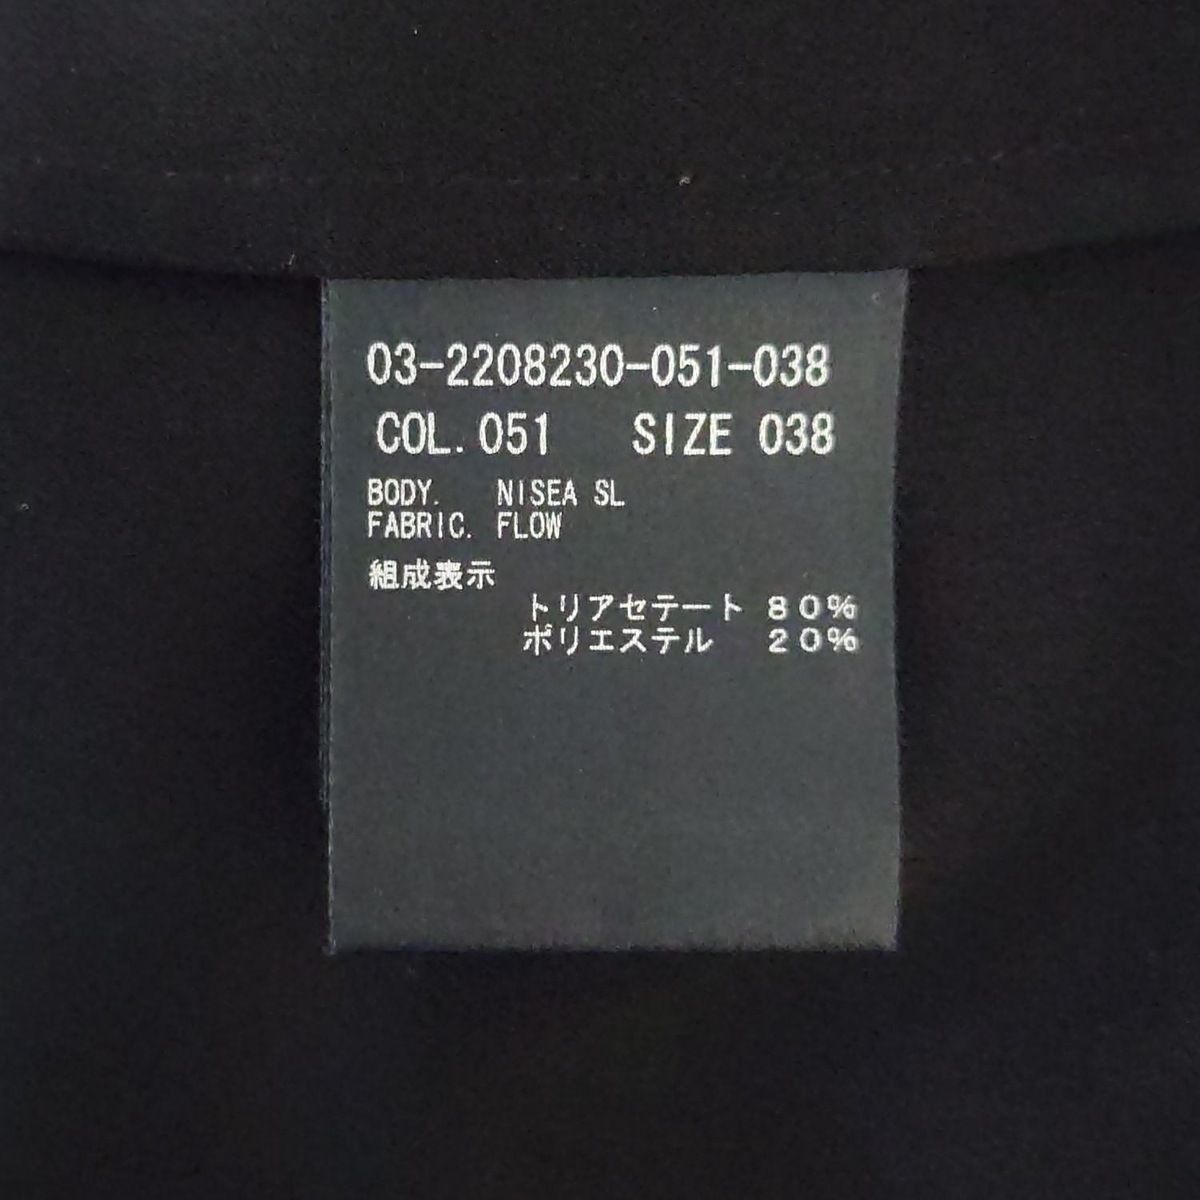 03-2208230-051-038
COL.051 SIZE 038
BODY. NISEA SL
FABRIC. FLOW
組成表示
トリアセテート 80%
ポリエステル 20%